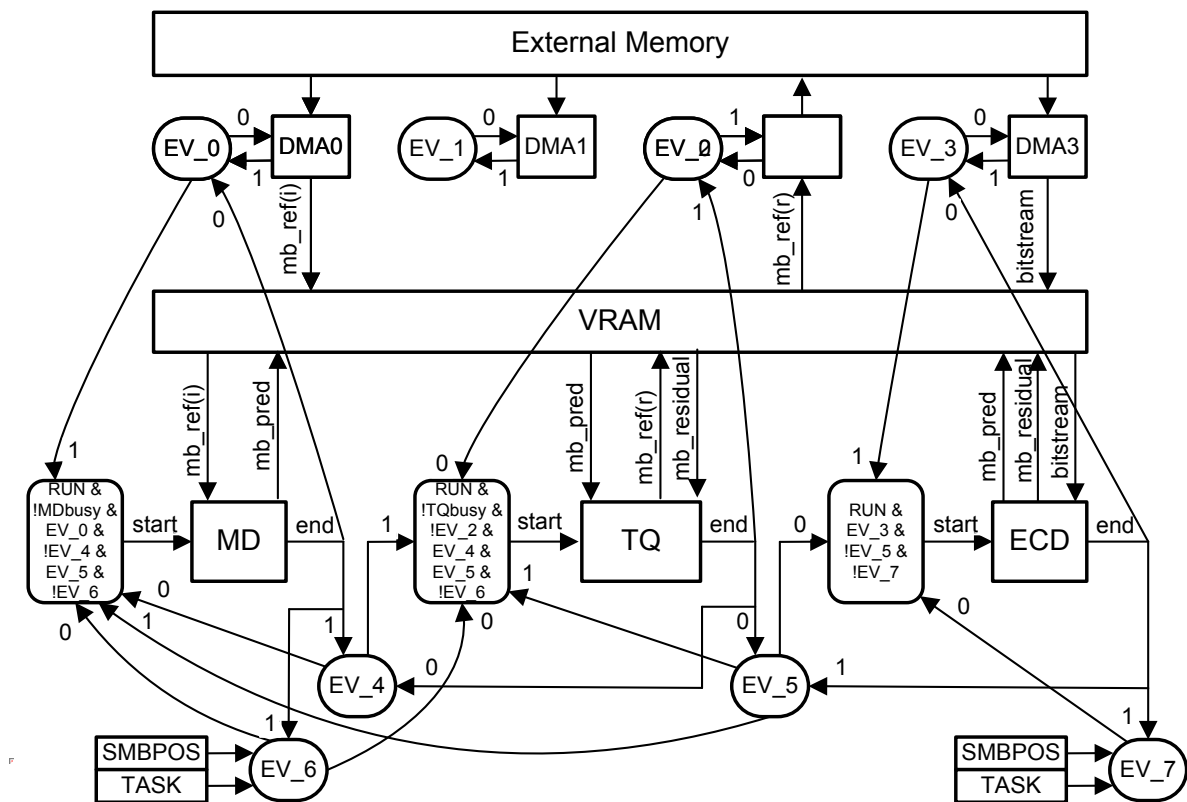 External Memory
0
1
EV_0
DMA0
0
1
EV_1
DMA1
1
0
0
1
EV_3
DMA3
0
mb_ref(i)
1
mb_ref(r)
0
bitstream
VRAM
mb_ref(i)
mb_pred
mb_pred
mb_ref(r)
mb_residual
mb_pred
mb_residual
bitstream
1
RUN &
!MDbusy &
EV_0 &
!EV_4 &
EV_5 &
!EV_6
start
MD
end
1
0
RUN &
!TQbusy &
!EV_2 &
EV_4 &
EV_5 &
!EV_6
start
TQ
end
0
1
RUN &
EV_3 &
!EV_5 &
!EV_7
start
ECD
end
0
1
0
1
0
1
0
0
EV_4
0
EV_5
1
1
1
SMBPOS
TASK
EV_6
SMBPOS
TASK
EV_7